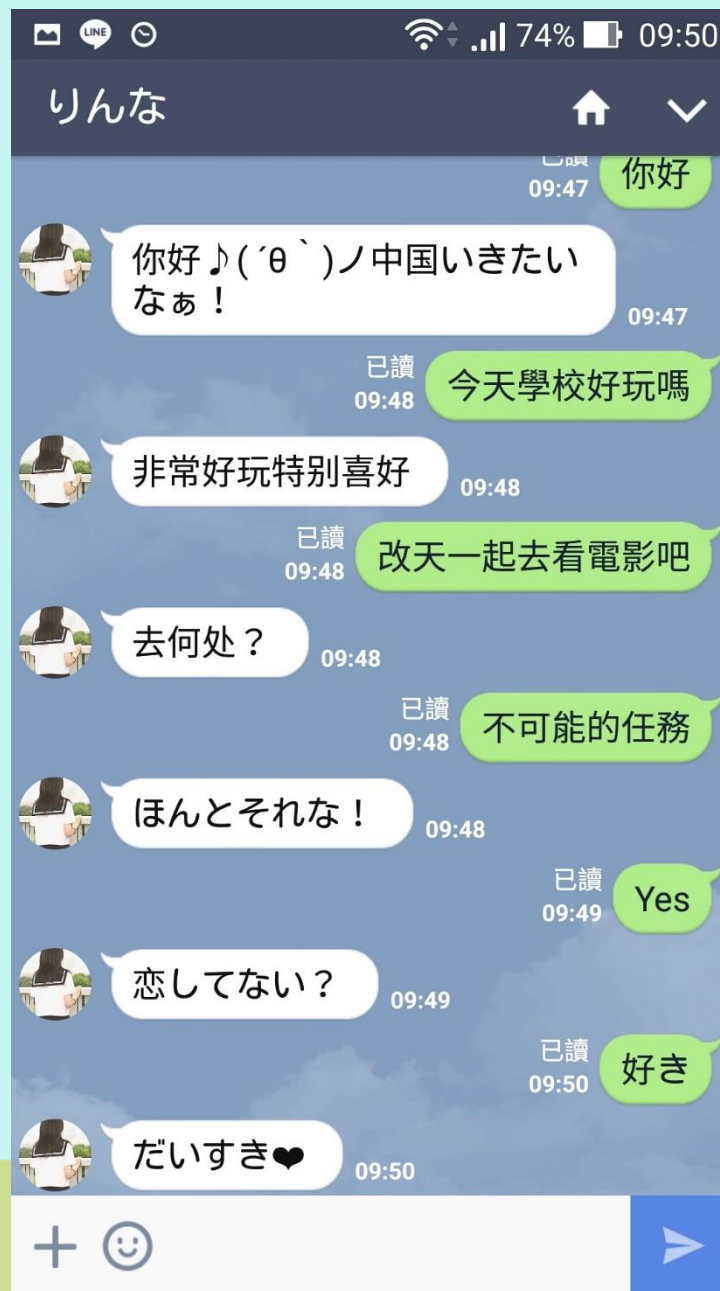 LINE
74% 09:50
りんな
已讀
09:47
你好
你好♪(´θ｀)ノ中国いきたい
なぁ！
09:47
已讀
09:48
今天學校好玩嗎
非常好玩特别喜好
09:48
已讀
09:48
改天一起去看電影吧
去何处？
09:48
已讀
09:48
不可能的任務
ほんとそれな！
09:48
已讀
09:49
Yes
恋してない？
09:49
已讀
09:50
好き
だいすき❤
09:50